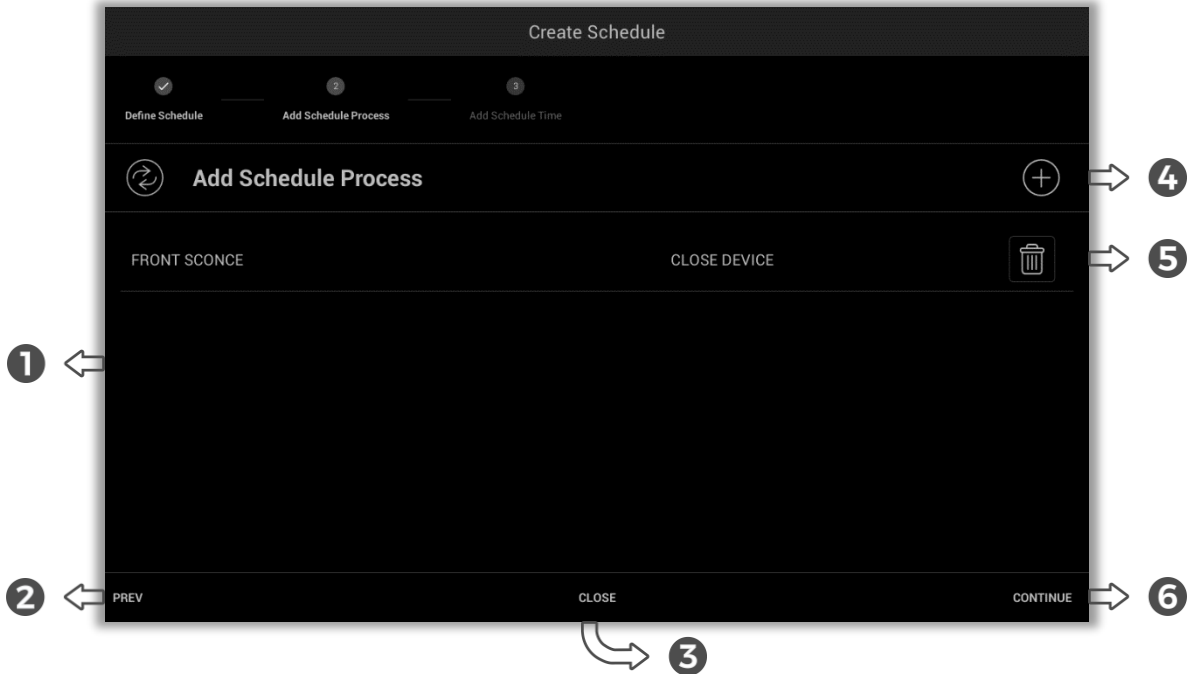 Create Schedule
2
3
Define Schedule
Add Schedule Process
Add Schedule Time
Add Schedule Process
4
FRONT SCONCE
CLOSE DEVICE
5
1
2
PREV
CLOSE
CONTINUE
6
3